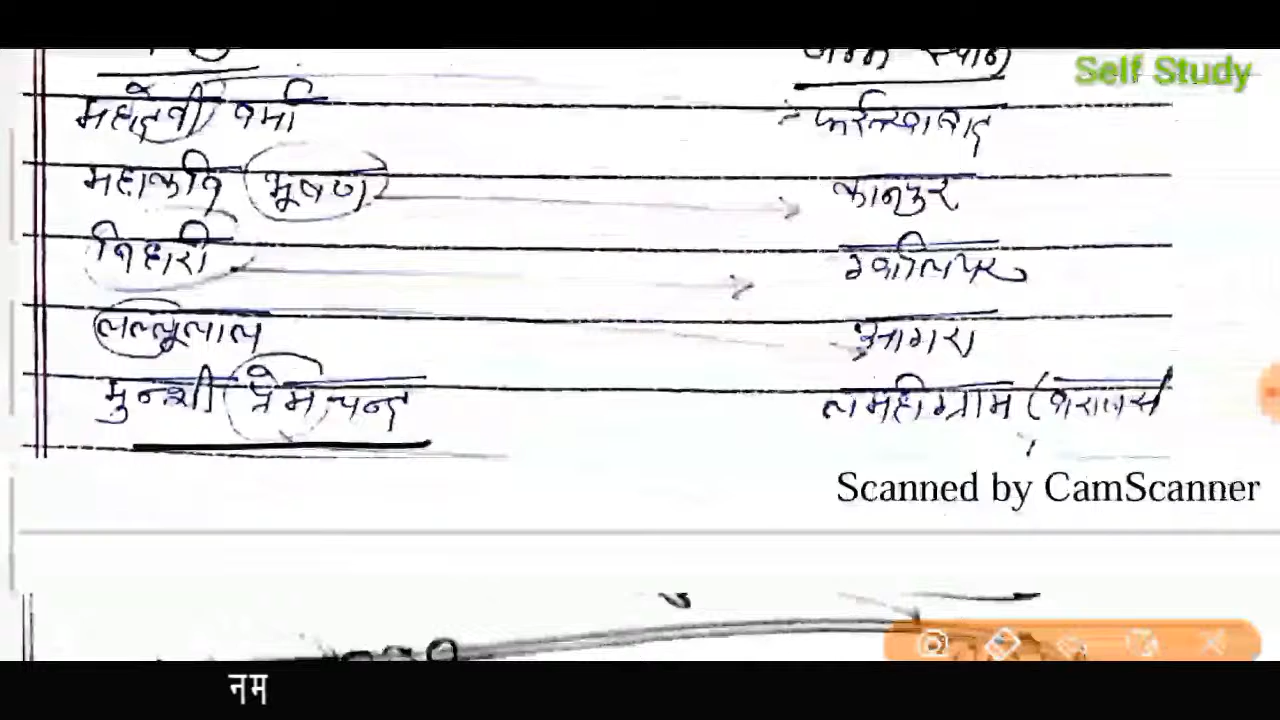 जन्म स्थान
Self Study
महादेवी वर्मा फर्रुखाबाद
महाकवि भूषण कानपुर
बिहारी ग्वालियर
लल्लूलाल आगरा
मुन्शी प्रेमचन्द लमहीग्राम (बनारस
Scanned by CamScanner
नम